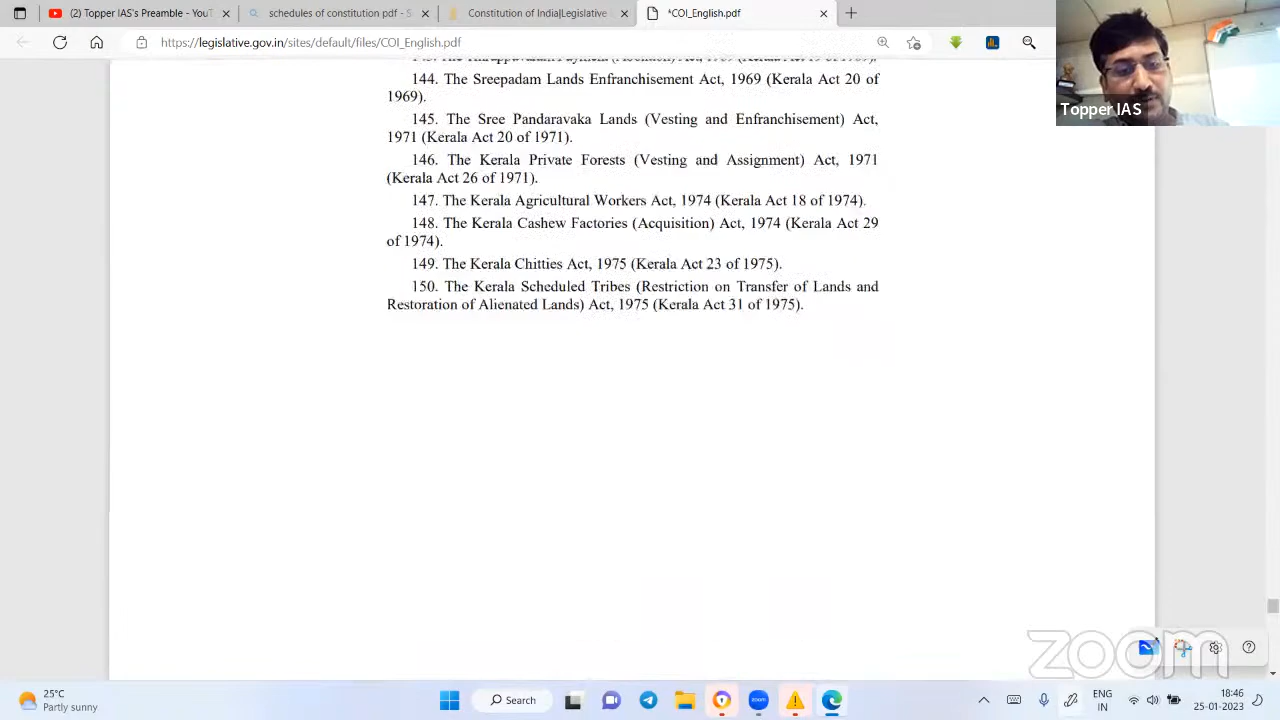 (2) Topper IAS's Preamble - YouT
schedules of constitution pdf - S
Constitution of India|Legislative
*COI_English.pdf
https://legislative.gov.in/sites/default/files/COI_English.pdf
144. The Sreepadam Lands Enfranchisement Act, 1969 (Kerala Act 20 of
1969).
145. The Sree Pandaravaka Lands (Vesting and Enfranchisement) Act,
1971 (Kerala Act 20 of 1971).
146. The Kerala Private Forests (Vesting and Assignment) Act, 1971
(Kerala Act 26 of 1971).
147. The Kerala Agricultural Workers Act, 1974 (Kerala Act 18 of 1974).
148. The Kerala Cashew Factories (Acquisition) Act, 1974 (Kerala Act 29
of 1974).
149. The Kerala Chitties Act, 1975 (Kerala Act 23 of 1975).
150. The Kerala Scheduled Tribes (Restriction on Transfer of Lands and
Restoration of Alienated Lands) Act, 1975 (Kerala Act 31 of 1975).
Topper IAS
zoom
25°C
Partly sunny
Search
zoom
ENG
IN
18:46
25-01-2023